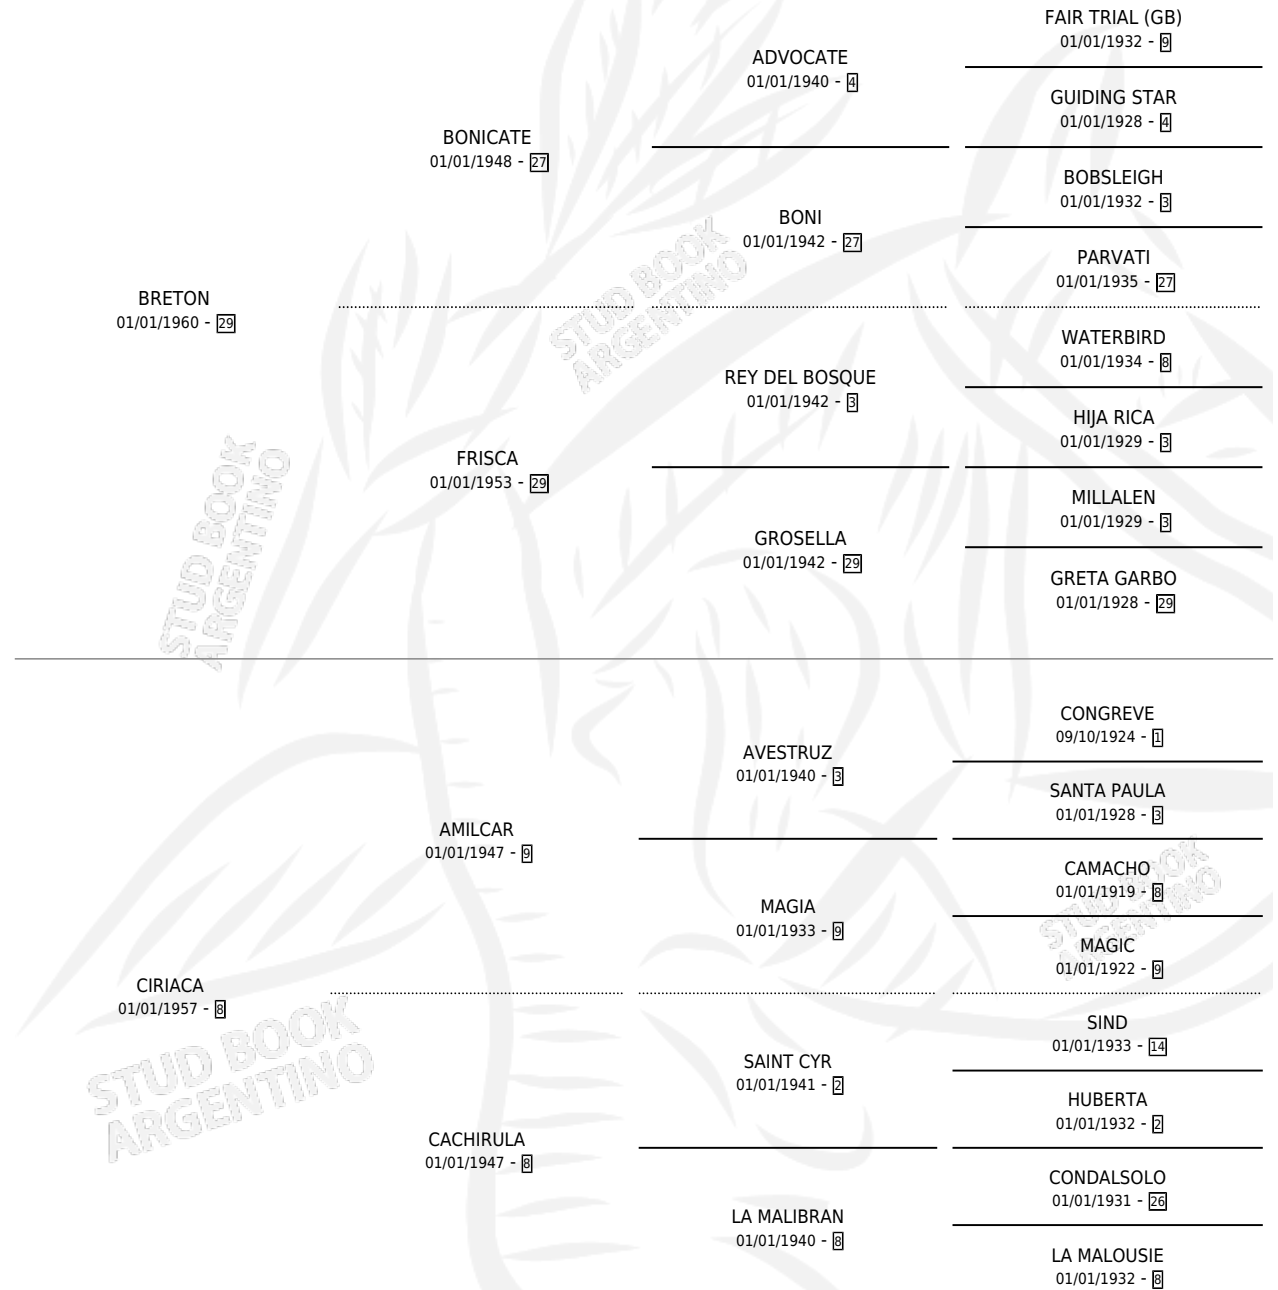 FAIR TRIAL (GB)
01/01/1932 - 9
ADVOCATE
01/01/1940 - 4
GUIDING STAR
01/01/1928 - 4
BONICATE
01/01/1948 - 27
BOBSLEIGH
01/01/1932 - 3
BONI
01/01/1942 - 27
PARVATI
01/01/1935 - 27
BRETON
01/01/1960 - 29
WATERBIRD
01/01/1934 - 8
REY DEL BOSQUE
01/01/1942 - 3
HIJA RICA
01/01/1929 - 3
FRISCA
01/01/1953 - 29
MILLALEN
01/01/1929 - 3
GROSELLA
01/01/1942 - 29
GRETA GARBO
01/01/1928 - 29
CONGREVE
09/10/1924 - 1
AVESTRUZ
01/01/1940 - 3
SANTA PAULA
01/01/1928 - 3
AMILCAR
01/01/1947 - 9
CAMACHO
01/01/1919 - 8
MAGIA
01/01/1933 - 9
MAGIC
01/01/1922 - 9
CIRIACA
01/01/1957 - 8
SIND
01/01/1933 - 14
SAINT CYR
01/01/1941 - 2
HUBERTA
01/01/1932 - 2
CACHIRULA
01/01/1947 - 8
CONDALSOLO
01/01/1931 - 26
LA MALIBRAN
01/01/1940 - 8
LA MALOUSIE
01/01/1932 - 8
STUD BOOK
ARGENTINO
STUD BOOK
ARGENTINO
STUD BOOK
ARGENTINO
STUD BOOK
ARGENTINO